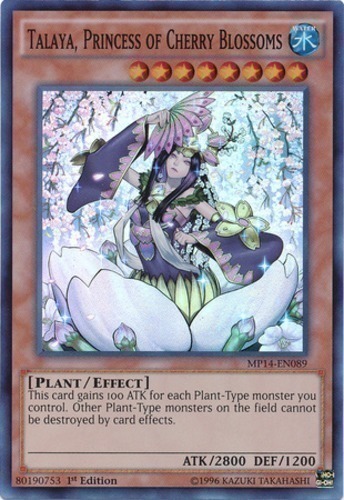 TALAYA, PRINCESS OF CHERRY BLOSSOMS
WATER
水
MP14-EN089
[PLANT/EFFECT]
This card gains 100 ATK for each Plant-Type monster you
control. Other Plant-Type monsters on the field cannot
be destroyed by card effects.
ATK/2800 DEF/1200
80190753 1st Edition ©1996 KAZUKI TAKAHASHI